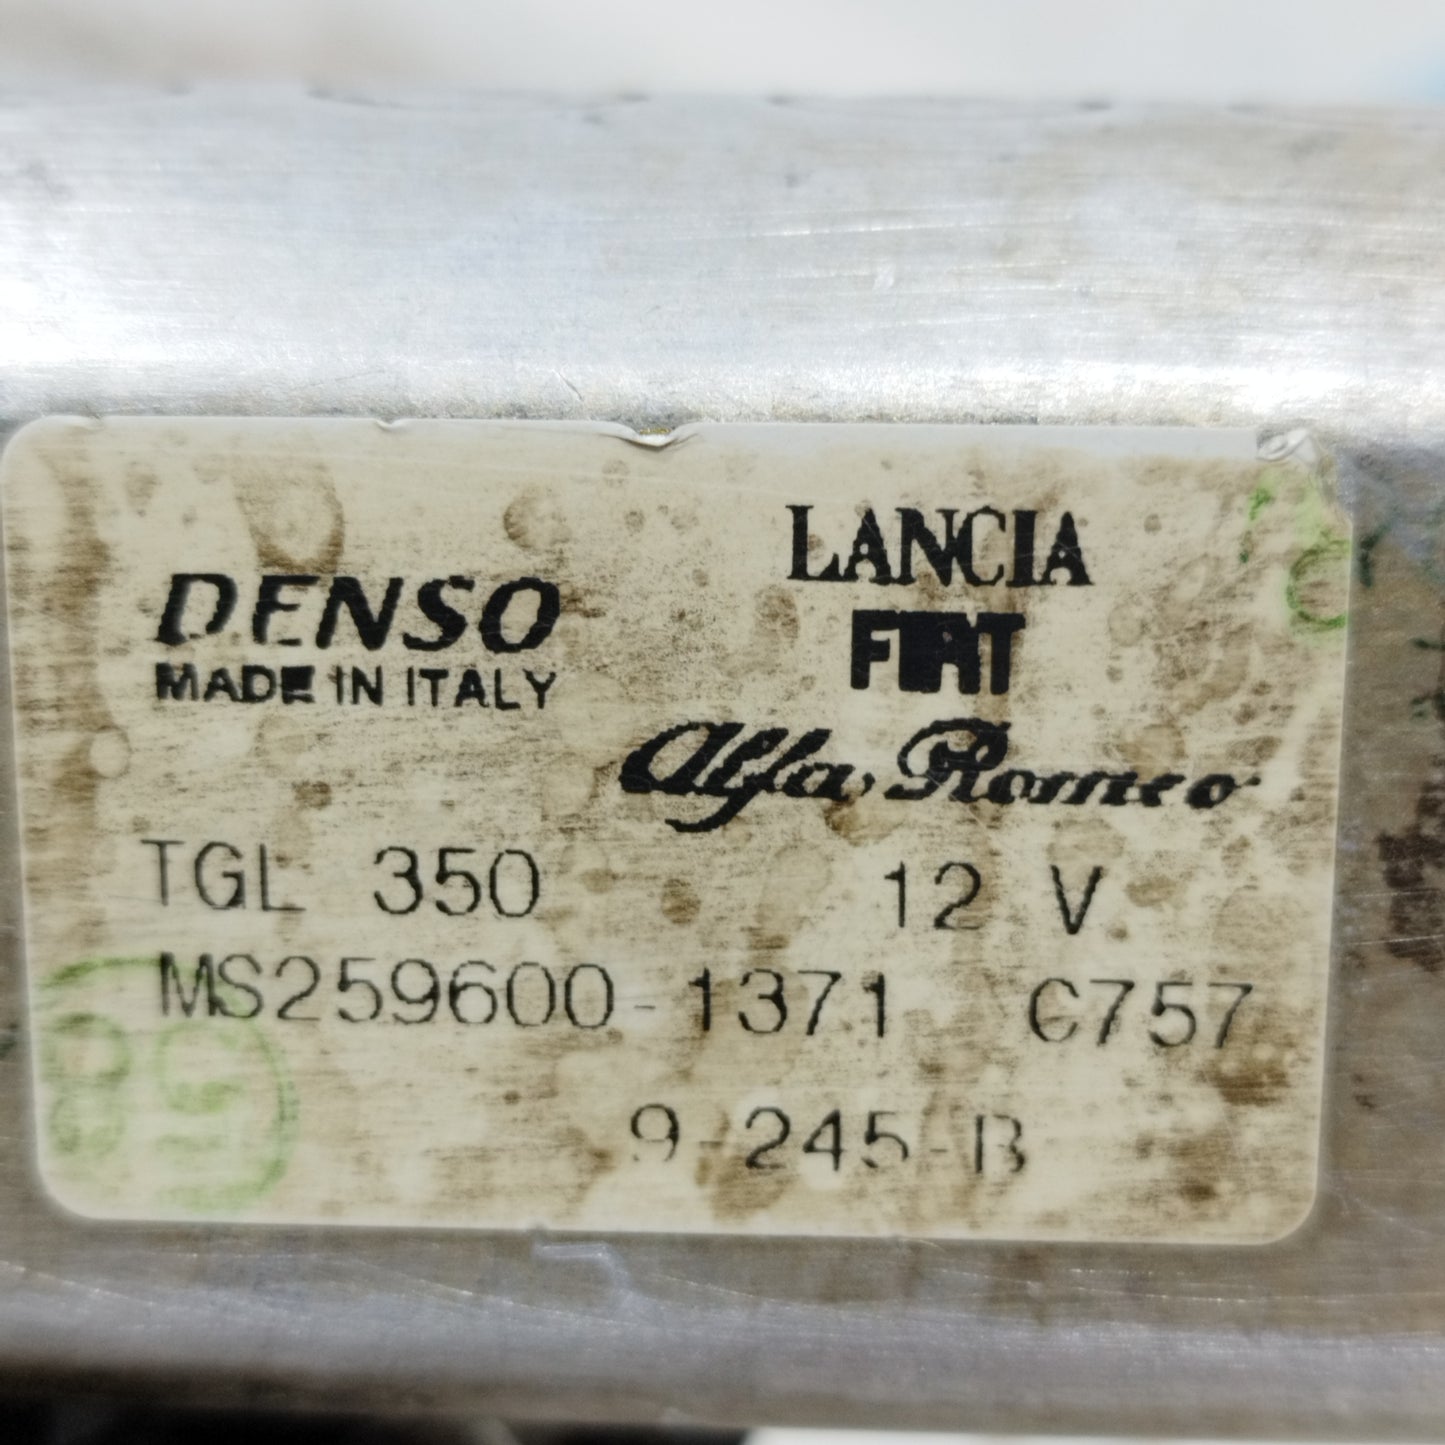 DENSO
MADE IN ITALY
LANCIA
FIAT
Alfa Romeo
TGL 350 12 V
MS259600-1371 C757
9-245-B